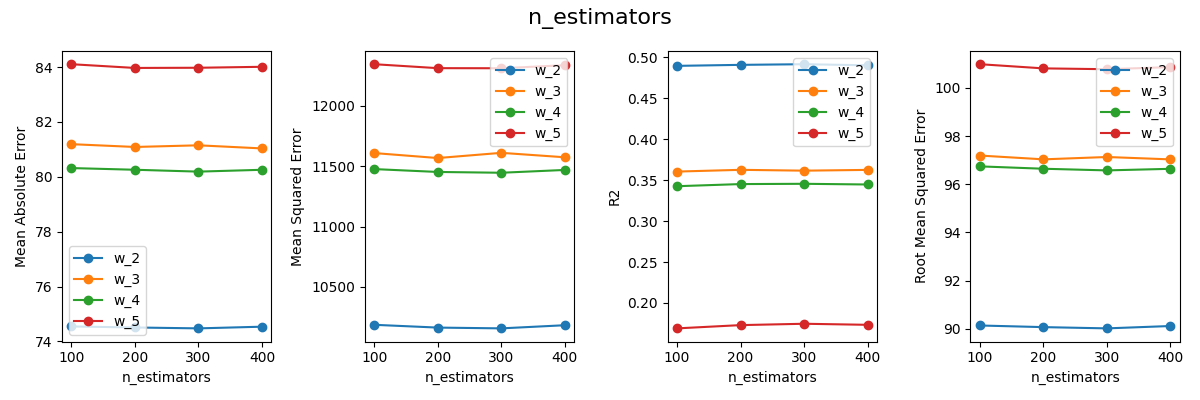 n_estimators
Mean Absolute Error
84
82
80
78
76
74
w_2
w_3
w_4
w_5
100 200 300 400
n_estimators
Mean Squared Error
12000
11500
11000
10500
w_2
w_3
w_4
w_5
100 200 300 400
n_estimators
R2
0.50
0.45
0.40
0.35
0.30
0.25
0.20
w_2
w_3
w_4
w_5
100 200 300 400
n_estimators
Root Mean Squared Error
100
98
96
94
92
90
w_2
w_3
w_4
w_5
100 200 300 400
n_estimators